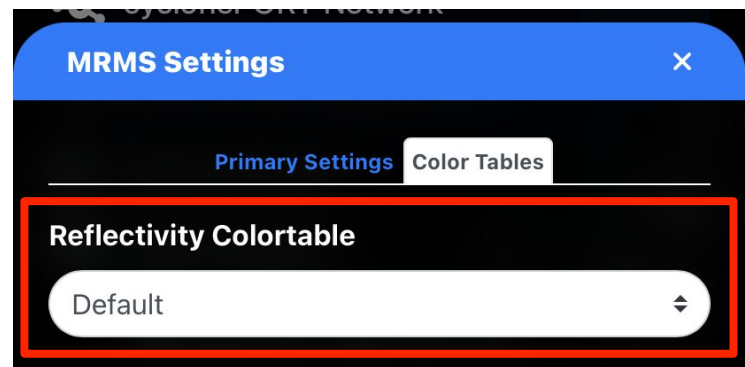 MRMS Settings
Primary Settings Color Tables
Reflectivity Colortable
Default